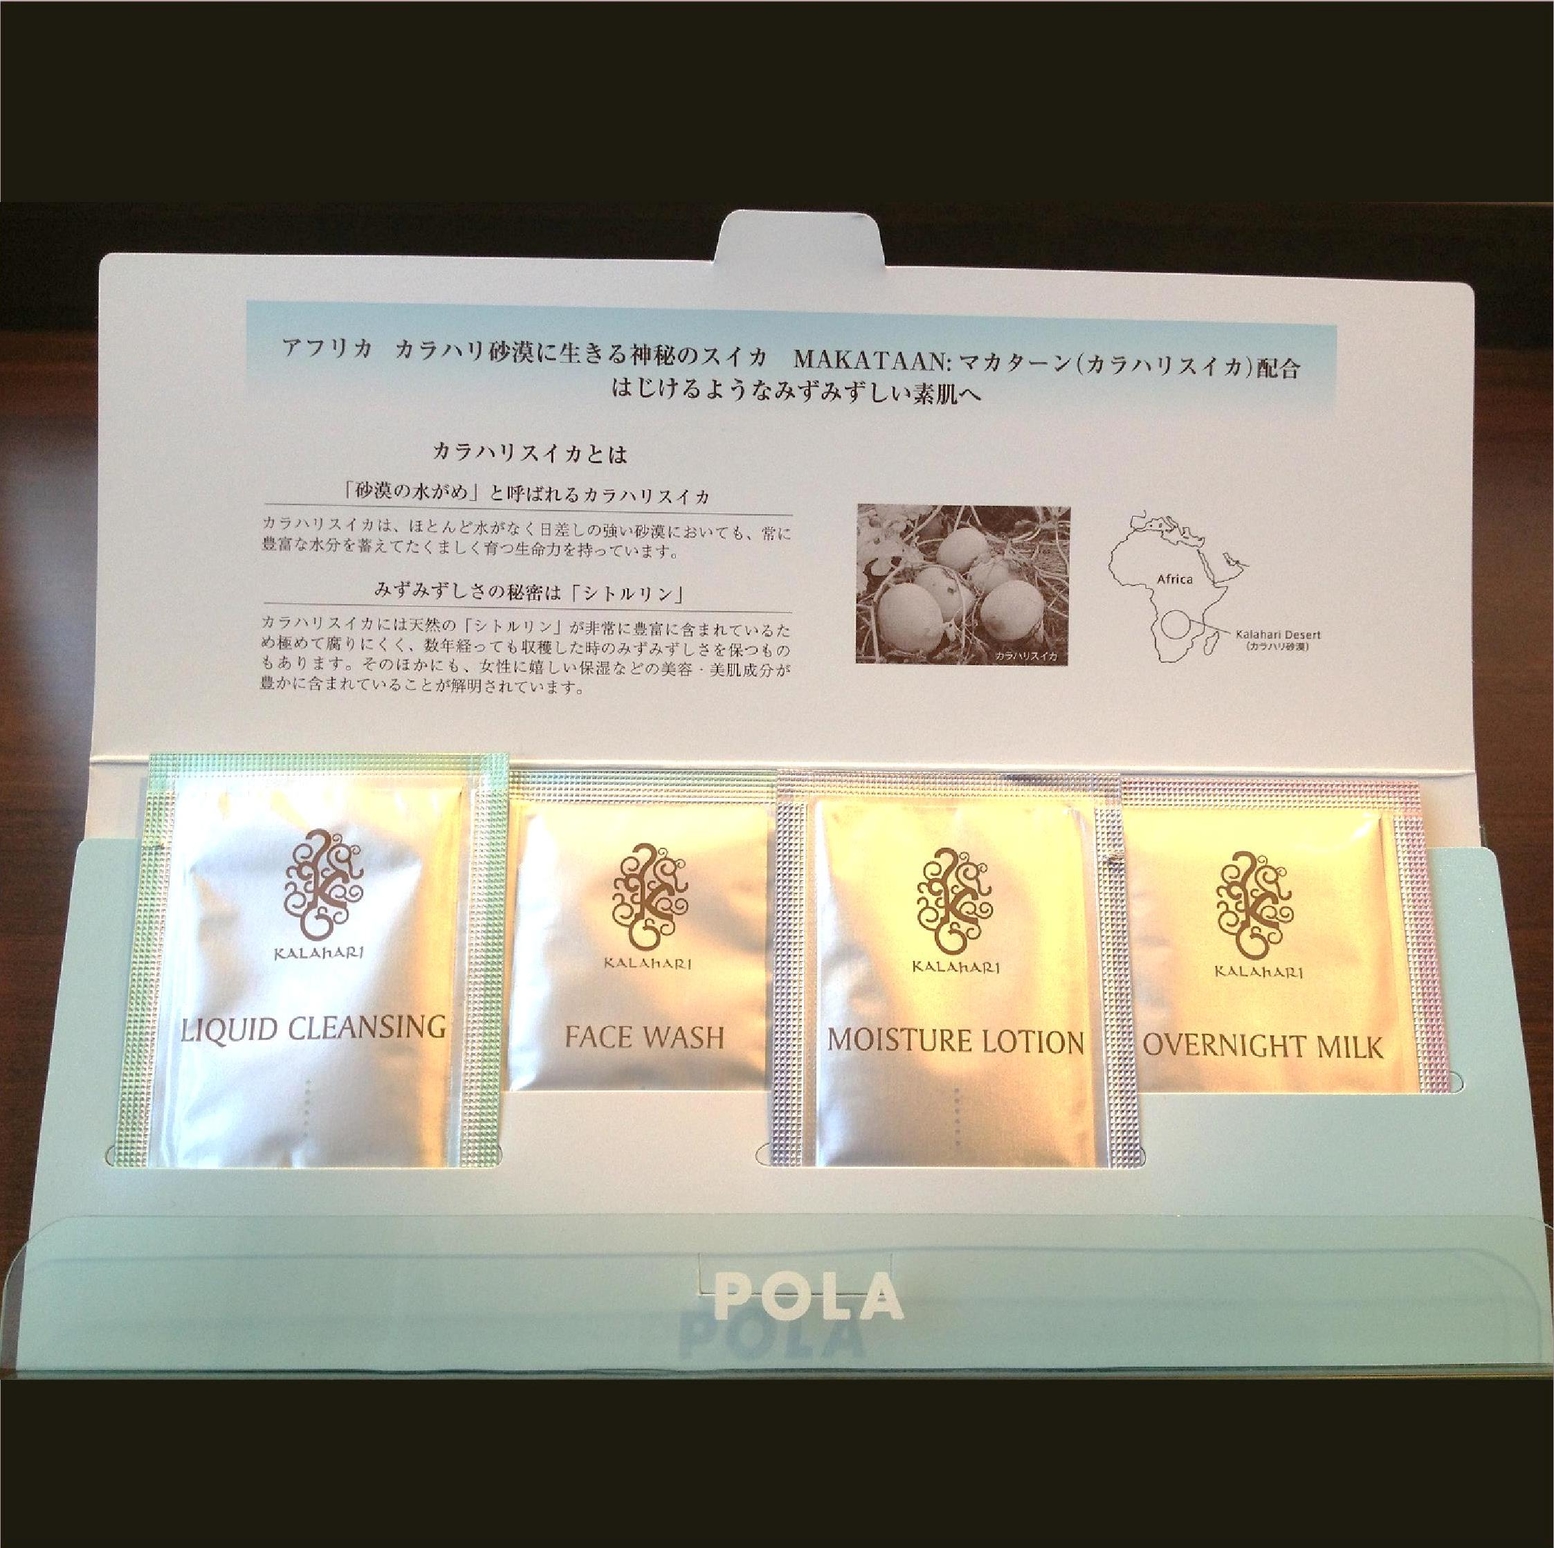 アフリカ カラハリ砂漠に生きる神秘のスイカ MAKATAAN:マカターン(カラハリスイカ)配合
はじけるようなみずみずしい素肌へ
カラハリスイカとは
「砂漠の水がめ」と呼ばれるカラハリスイカ
カラハリスイカは、ほとんど水がなく日差しの強い砂漠においても、常に
豊富な水分を蓄えてたくましく育つ生命力を持っています。
みずみずしさの秘密は「シトルリン」
カラハリスイカには天然の「シトルリン」が非常に豊富に含まれているた
め極めて腐りにくく、数年経っても収穫した時のみずみずしさを保つもの
もあります。そのほかにも、女性に嬉しい保湿などの美容・美肌成分が
豊かに含まれていることが解明されています。
カラハリスイカ
Africa
Kalahari Desert
(カラハリ砂漠)
KALAhARI
LIQUID CLEANSING
KALAhARI
FACE WASH
KALAhARI
MOISTURE LOTION
KALAhARI
OVERNIGHT MILK
POLA